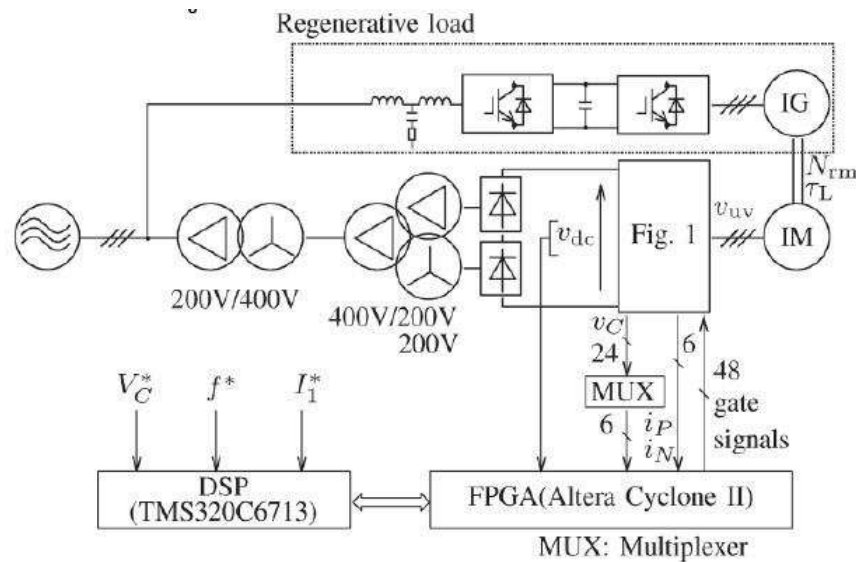 Regenerative load
IG
N_rm
τ_L
v_uv
IM
v_dc
Fig. 1
200V/400V
400V/200V
200V
v_C
24
6
48
gate
signals
MUX
6
i_P
i_N
V_C^*
f^*
I_1^*
DSP
(TMS320C6713)
FPGA(Altera Cyclone II)
MUX: Multiplexer